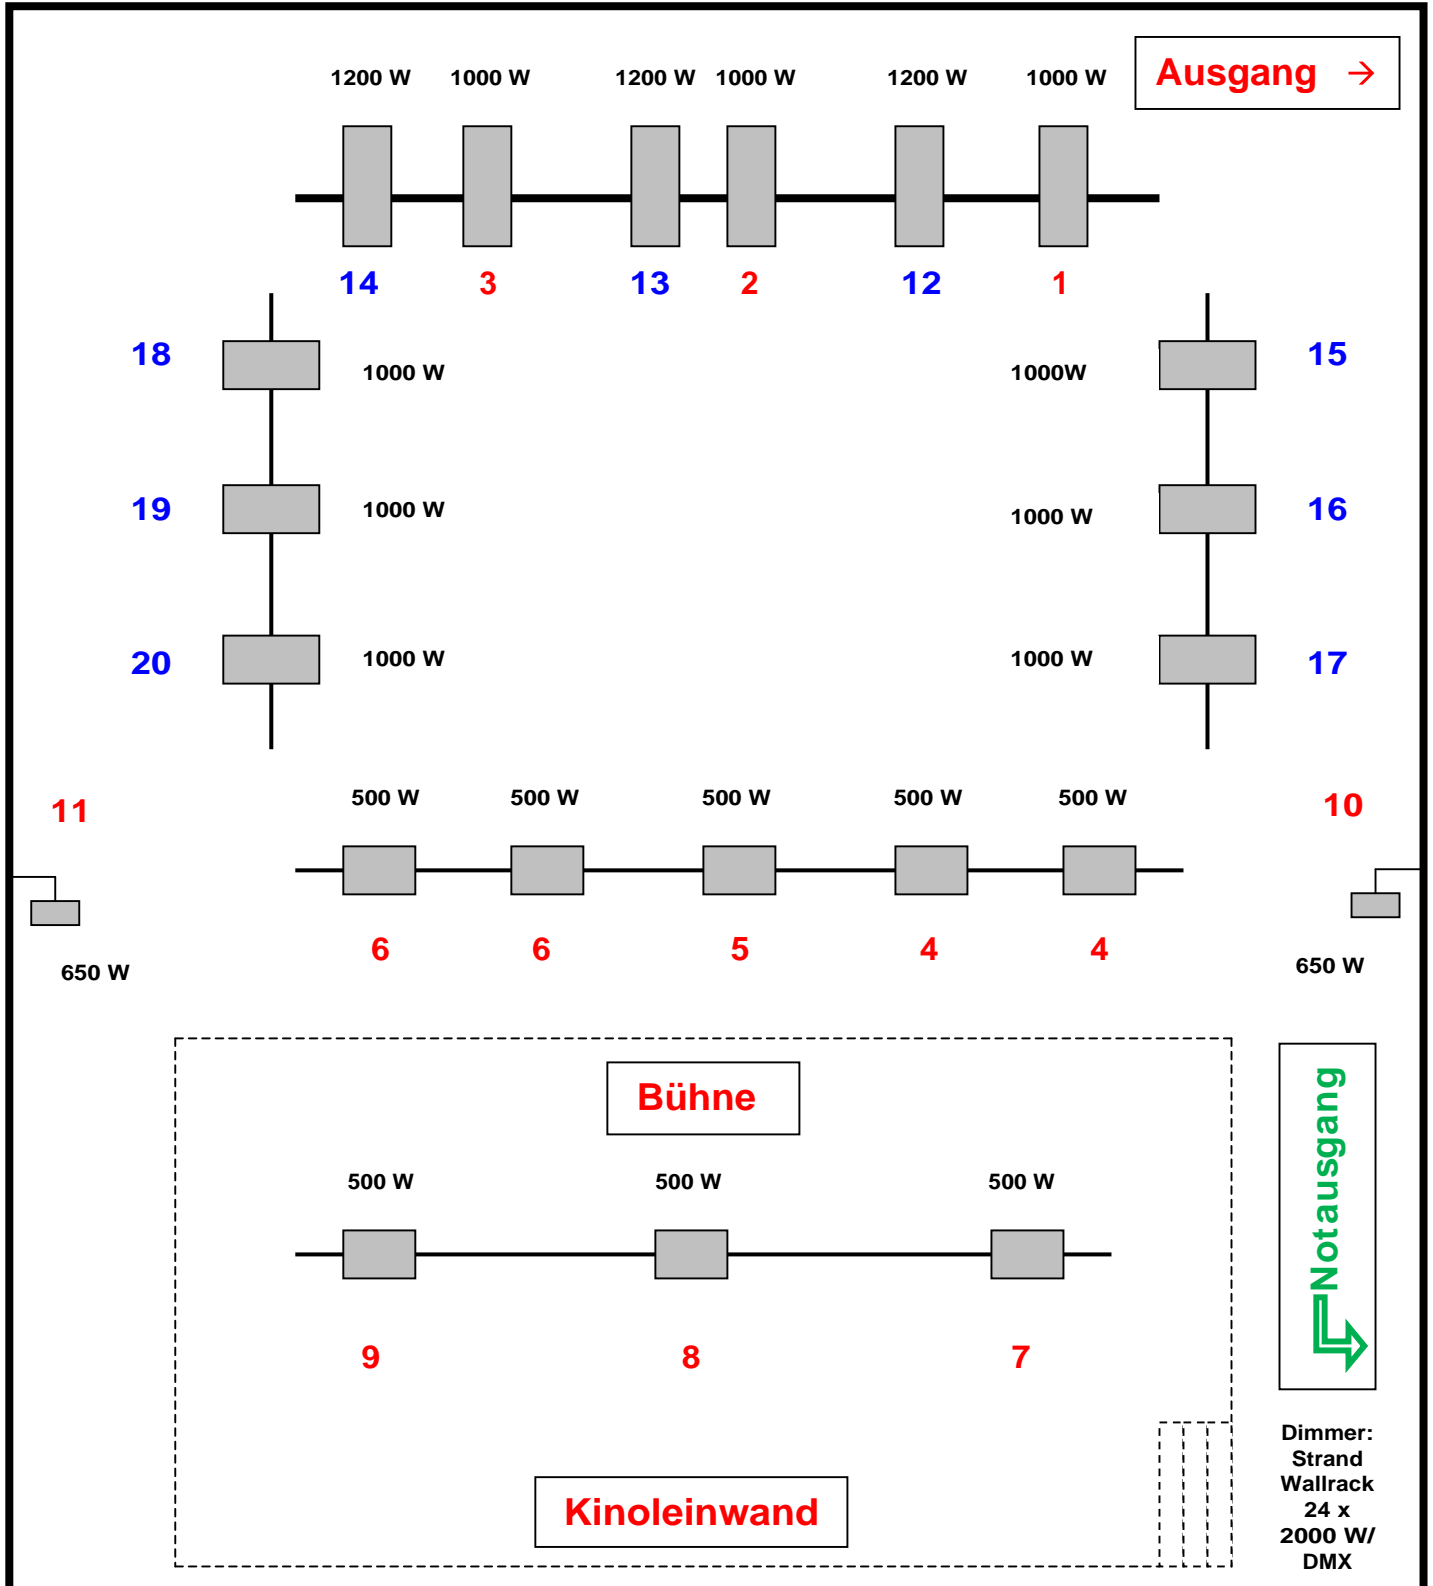 Ausgang →
1200 W 1000 W 1200 W 1000 W 1200 W 1000 W
14 3 13 2 12 1
18 1000 W 1000W 15
19 1000 W 1000 W 16
20 1000 W 1000 W 17
11 500 W 500 W 500 W 500 W 500 W 10
6 6 5 4 4
650 W 650 W
Bühne
Notausgang
500 W 500 W 500 W
9 8 7
Kinoleinwand
Dimmer:
Strand
Wallrack
24 x
2000 W/
DMX